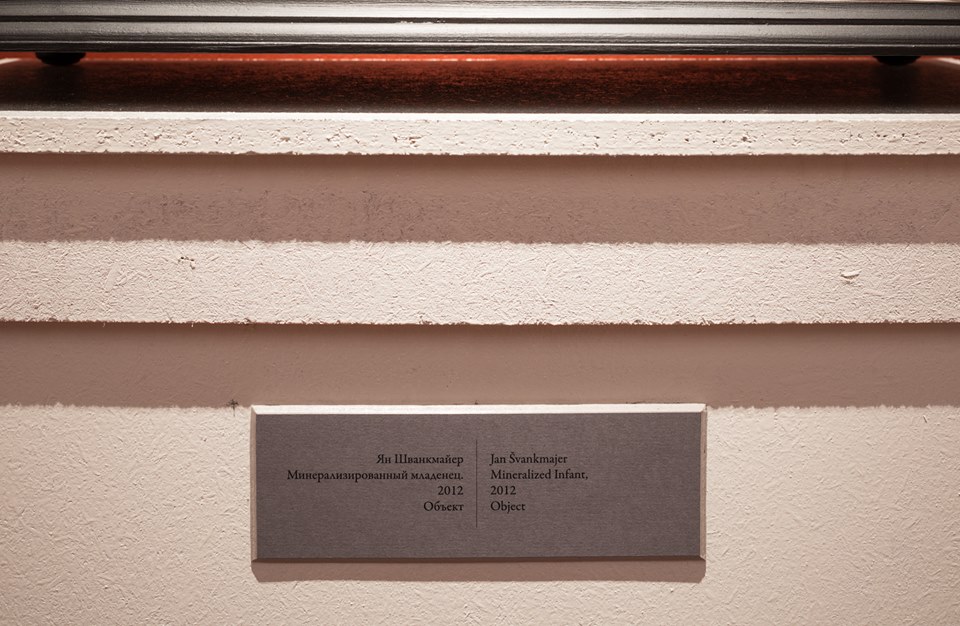 Ян Шванкмайер
Минерализированный младенец,
2012
Объект
Jan Švankmajer
Mineralized Infant,
2012
Object